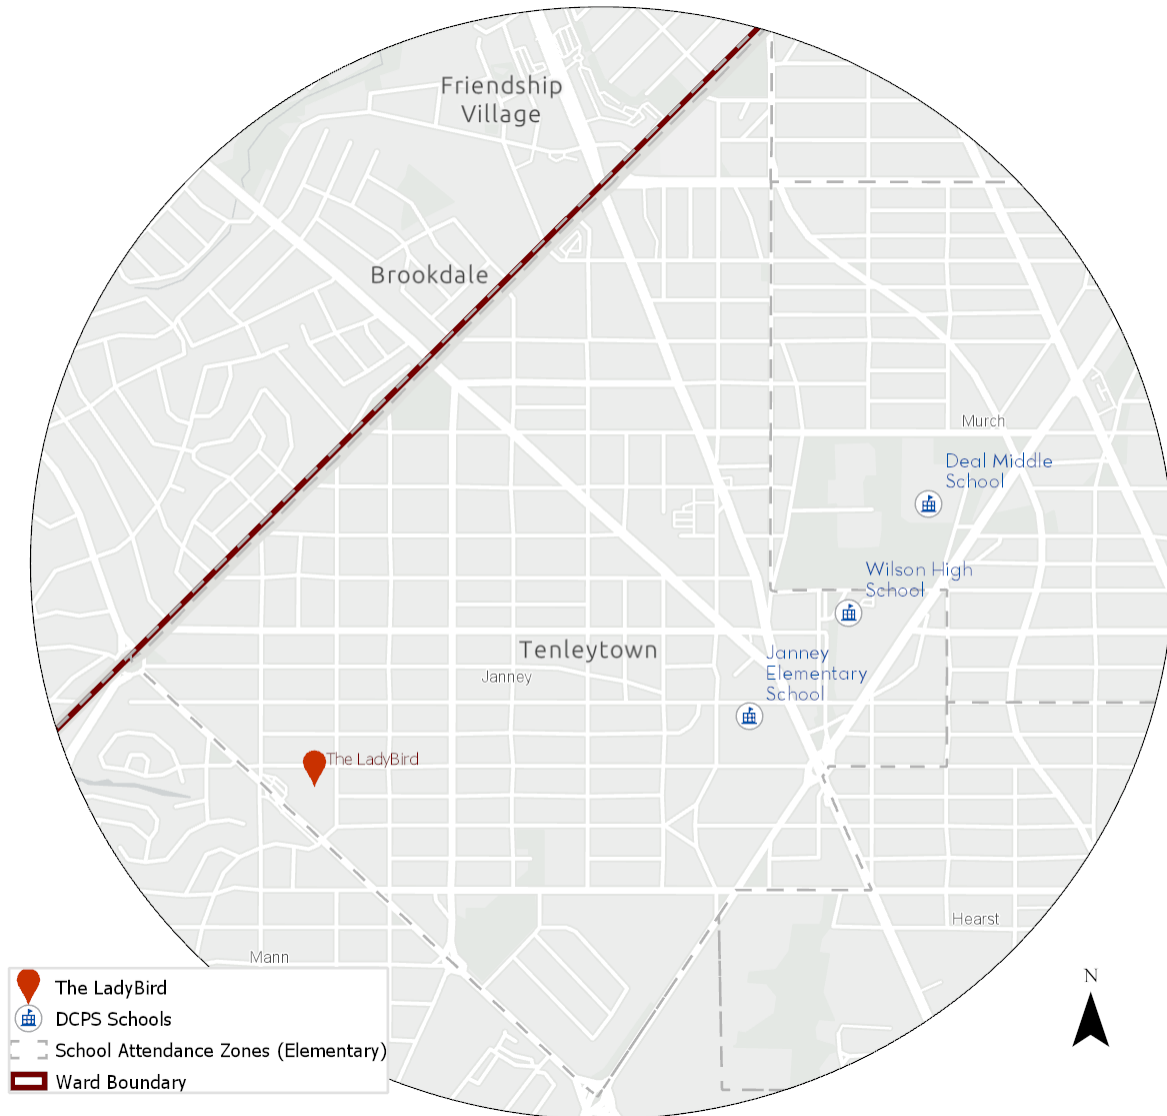 Friendship
Village
Brookdale
Murch
Deal Middle
School
Wilson High
School
Tenleytown
Janney
Elementary
School
Janney
The LadyBird
Hearst
Mann
N
The LadyBird
DCPS Schools
School Attendance Zones (Elementary)
Ward Boundary